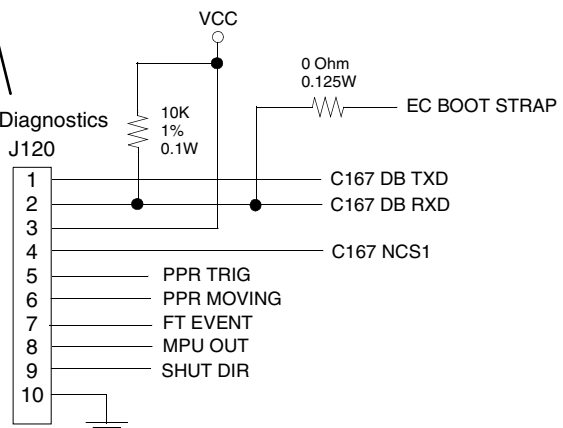 VCC
0 Ohm
0.125W
EC BOOT STRAP
Diagnostics
J120
10K
1%
0.1W
1
C167 DB TXD
2
C167 DB RXD
3
4
C167 NCS1
5
PPR TRIG
6
PPR MOVING
7
FT EVENT
8
MPU OUT
9
SHUT DIR
10